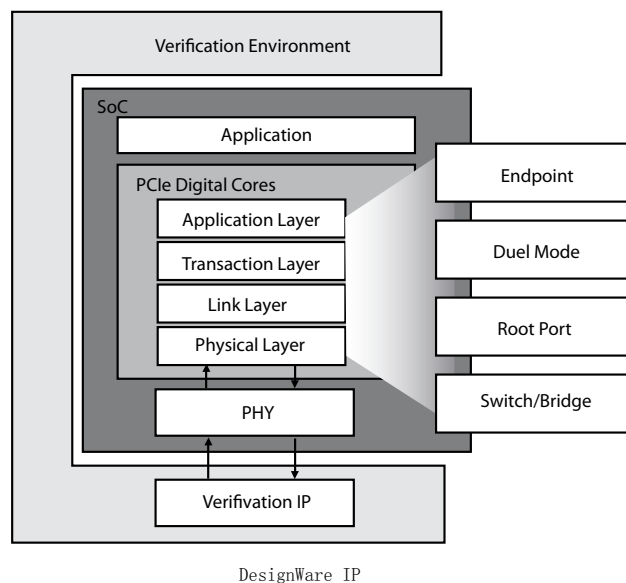 Verification Environment
SoC
Application
PCIe Digital Cores
Application Layer
Transaction Layer
Link Layer
Physical Layer
PHY
Verifivation IP
Endpoint
Duel Mode
Root Port
Switch/Bridge
DesignWare IP